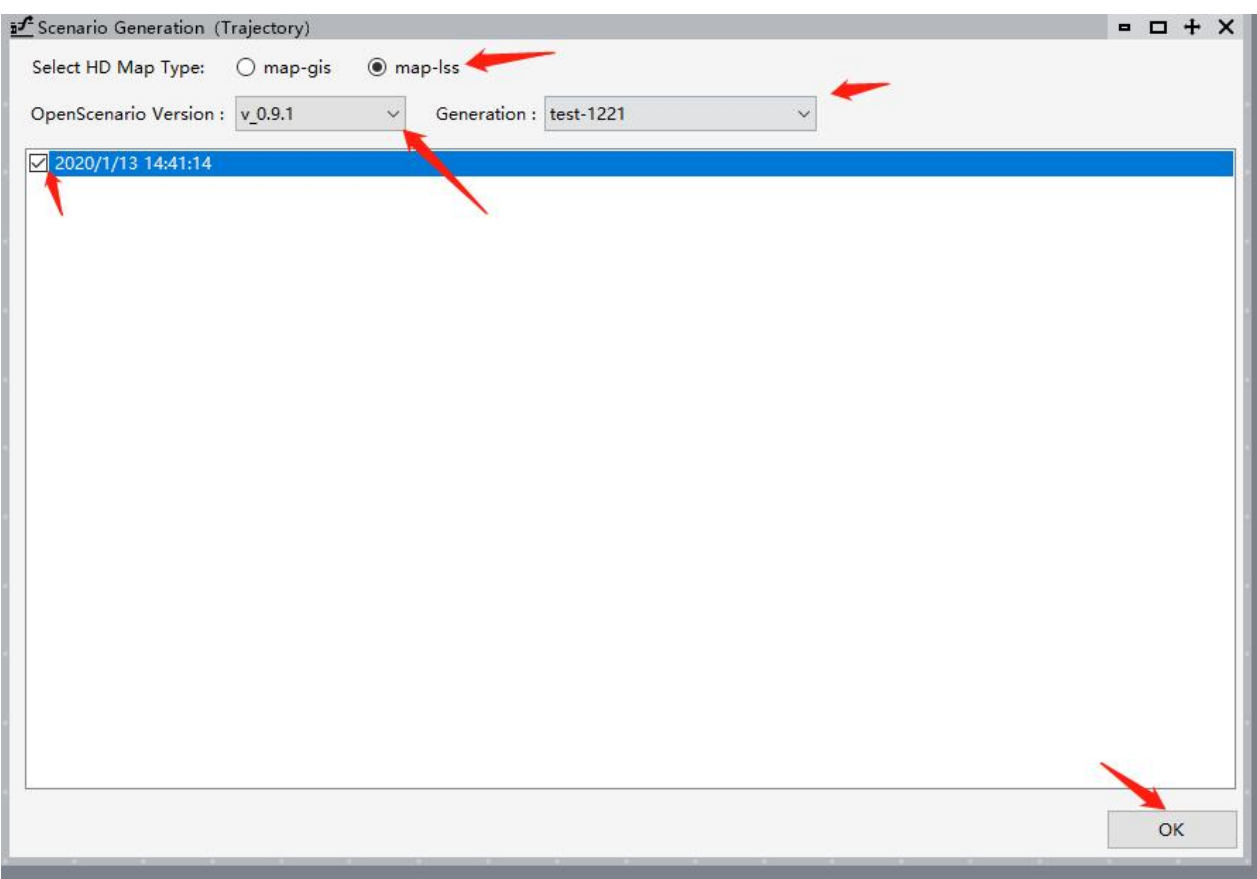 Scenario Generation (Trajectory)
Select HD Map Type: map-gis map-lss
OpenScenario Version : v_0.9.1 Generation : test-1221
2020/1/13 14:41:14
OK